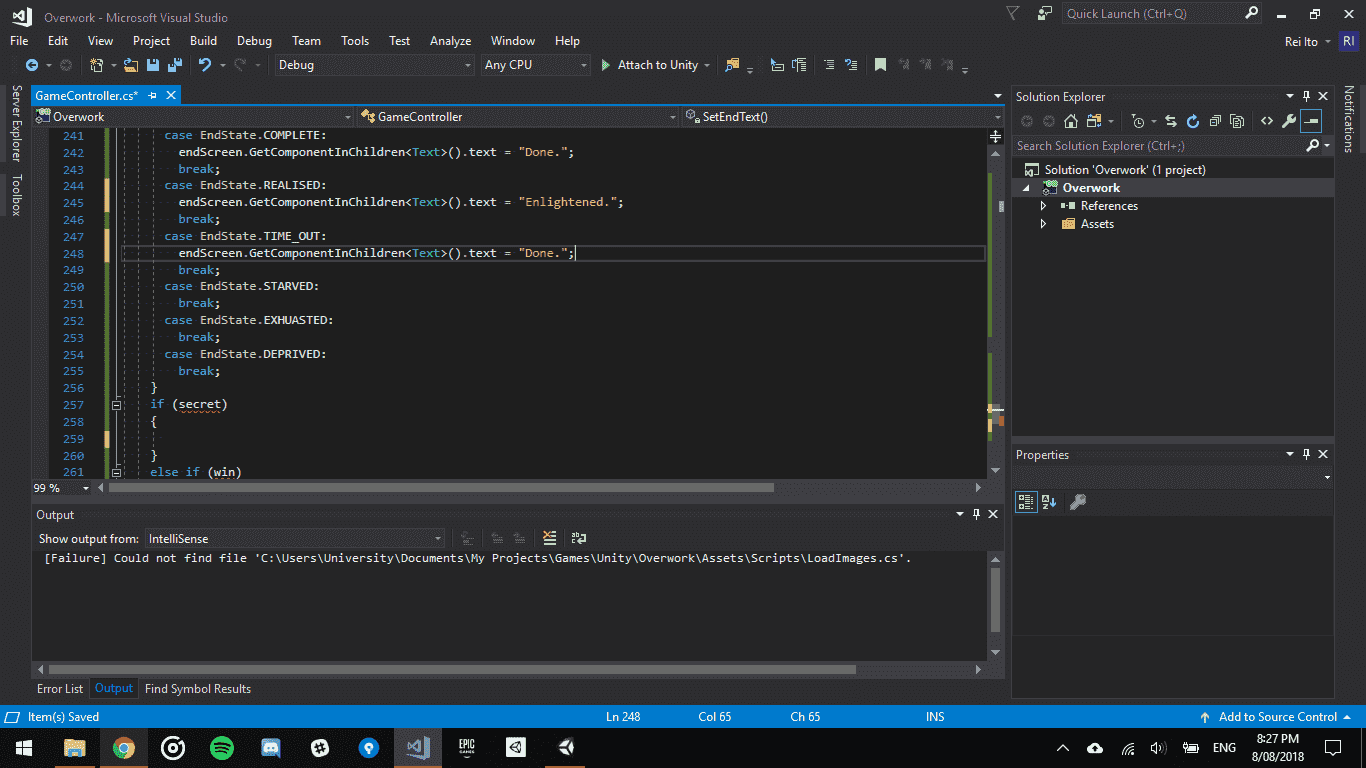 Overwork - Microsoft Visual Studio
Quick Launch (Ctrl+Q)
File Edit View Project Build Debug Team Tools Test Analyze Window Help
Rei Ito RI
Debug Any CPU Attach to Unity
Server Explorer
Toolbox
GameController.cs*
Overwork GameController SetEndText()
241 case EndState.COMPLETE:
242 endScreen.GetComponentInChildren<Text>().text = "Done.";
243 break;
244 case EndState.REALISED:
245 endScreen.GetComponentInChildren<Text>().text = "Enlightened.";
246 break;
247 case EndState.TIME_OUT:
248 endScreen.GetComponentInChildren<Text>().text = "Done.";
249 break;
250 case EndState.STARVED:
251 break;
252 case EndState.EXHUASTED:
253 break;
254 case EndState.DEPRIVED:
255 break;
256 }
257 if (secret)
258 {
259
260 }
261 else if (win)
99 %
Output
Show output from: IntelliSense
[Failure] Could not find file 'C:\Users\University\Documents\My Projects\Games\Unity\Overwork\Assets\Scripts\LoadImages.cs'.
Error List Output Find Symbol Results
Solution Explorer
Search Solution Explorer (Ctrl+;)
Solution 'Overwork' (1 project)
Overwork
References
Assets
Properties
Notifications
Item(s) Saved Ln 248 Col 65 Ch 65 INS Add to Source Control
EPIC GAMES
ENG
8:27 PM
8/08/2018